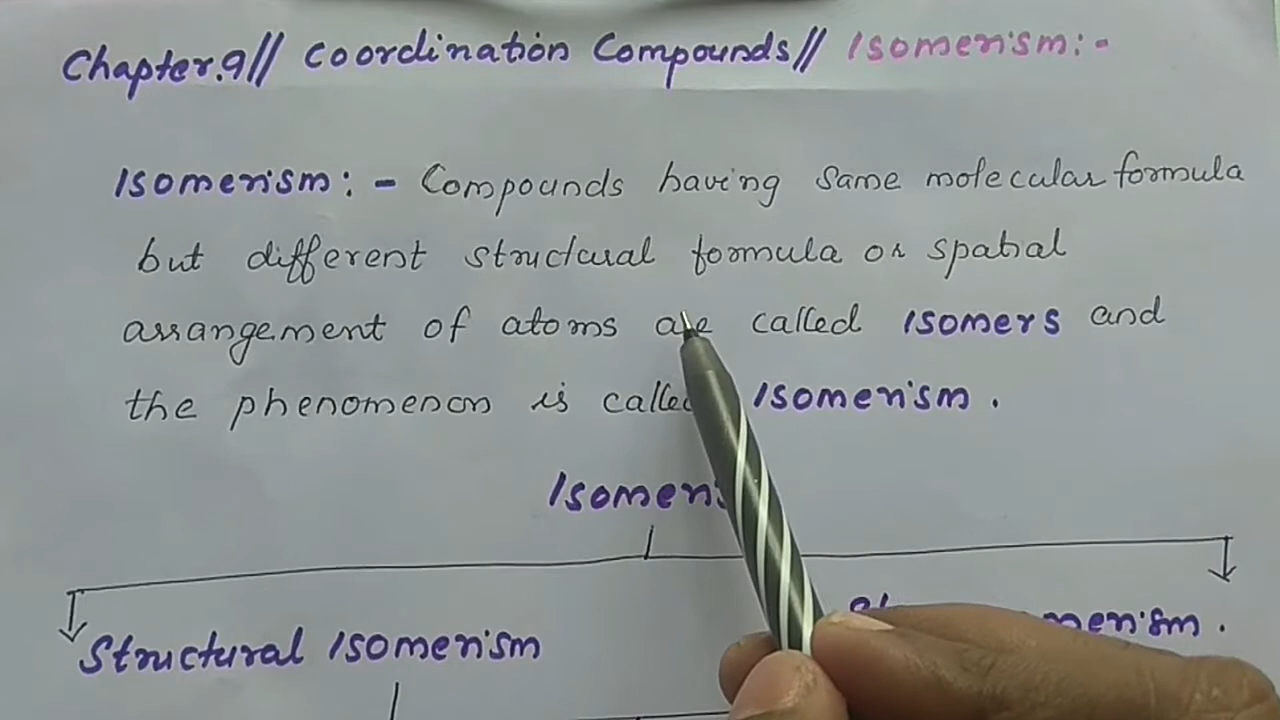 Chapter.9// Coordination Compounds// Isomerism:-
Isomerism:- Compounds having same molecular formula
but different structural formula or spatial
arrangement of atoms are called Isomers and
the phenomenon is called Isomerism.
Structural Isomerism